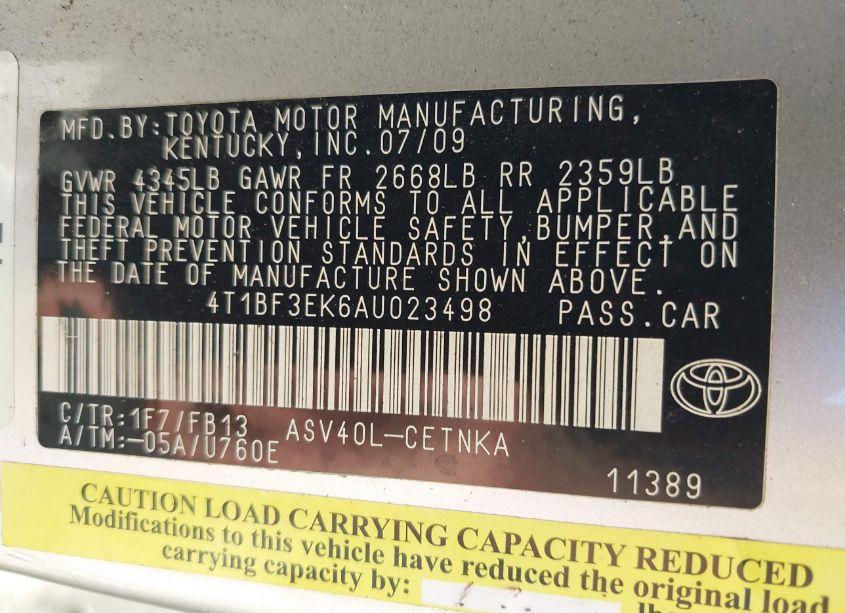 MFD.BY:TOYOTA MOTOR MANUFACTURING,
KENTUCKY,INC.07/09
GVWR 4345LB GAWR FR 2668LB RR 2359LB
THIS VEHICLE CONFORMS TO ALL APPLICABLE
FEDERAL MOTOR VEHICLE SAFETY,BUMPER,AND
THEFT PREVENTION STANDARDS IN EFFECT ON
THE DATE OF MANUFACTURE SHOWN ABOVE.
4T1BF3EK6AU023498 PASS.CAR
C/TR:1F7/FB13 ASV40L-CETNKA
A/TM:-05A/U760E
11389
CAUTION LOAD CARRYING CAPACITY REDUCED
Modifications to this vehicle have reduced the original load
carrying capacity by: